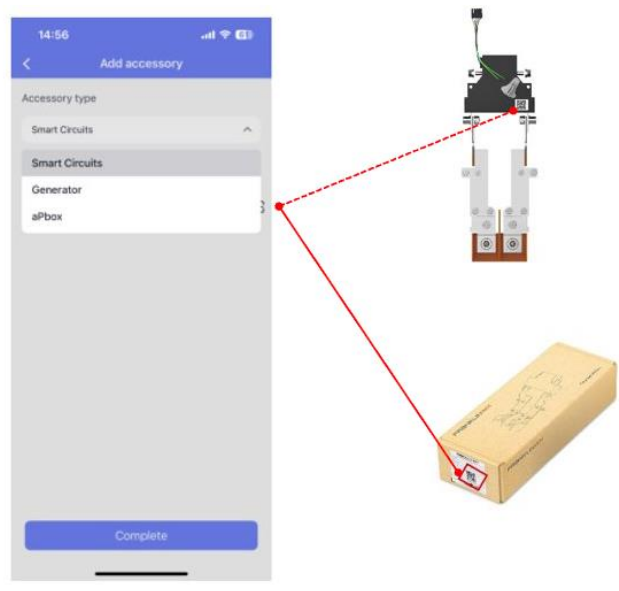 14:56
Add accessory
Accessory type
Smart Circuits
Smart Circuits
Generator
aPbox
Complete